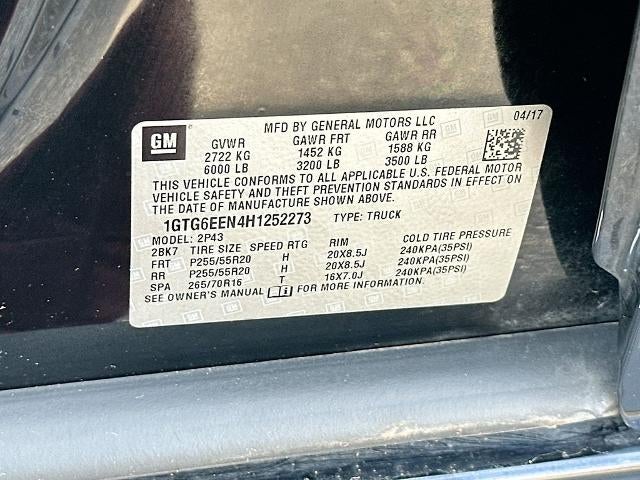 GM
MFD BY GENERAL MOTORS LLC 04/17
GVWR GAWR FRT GAWR RR
2722 KG 1452 KG 1588 KG
6000 LB 3200 LB 3500 LB
THIS VEHICLE CONFORMS TO ALL APPLICABLE U.S. FEDERAL MOTOR
VEHICLE SAFETY AND THEFT PREVENTION STANDARDS IN EFFECT ON
THE DATE OF MANUFACTURE SHOWN ABOVE.
1GTG6EEN4H1252273 TYPE: TRUCK
MODEL: 2P43
2BK7 TIRE SIZE SPEED RTG RIM COLD TIRE PRESSURE
FRT P255/55R20 H 20X8.5J 240KPA(35PSI)
RR P255/55R20 H 20X8.5J 240KPA(35PSI)
SPA 265/70R16 T 16X7.0J 240KPA(35PSI)
SEE OWNER'S MANUAL FOR MORE INFORMATION.